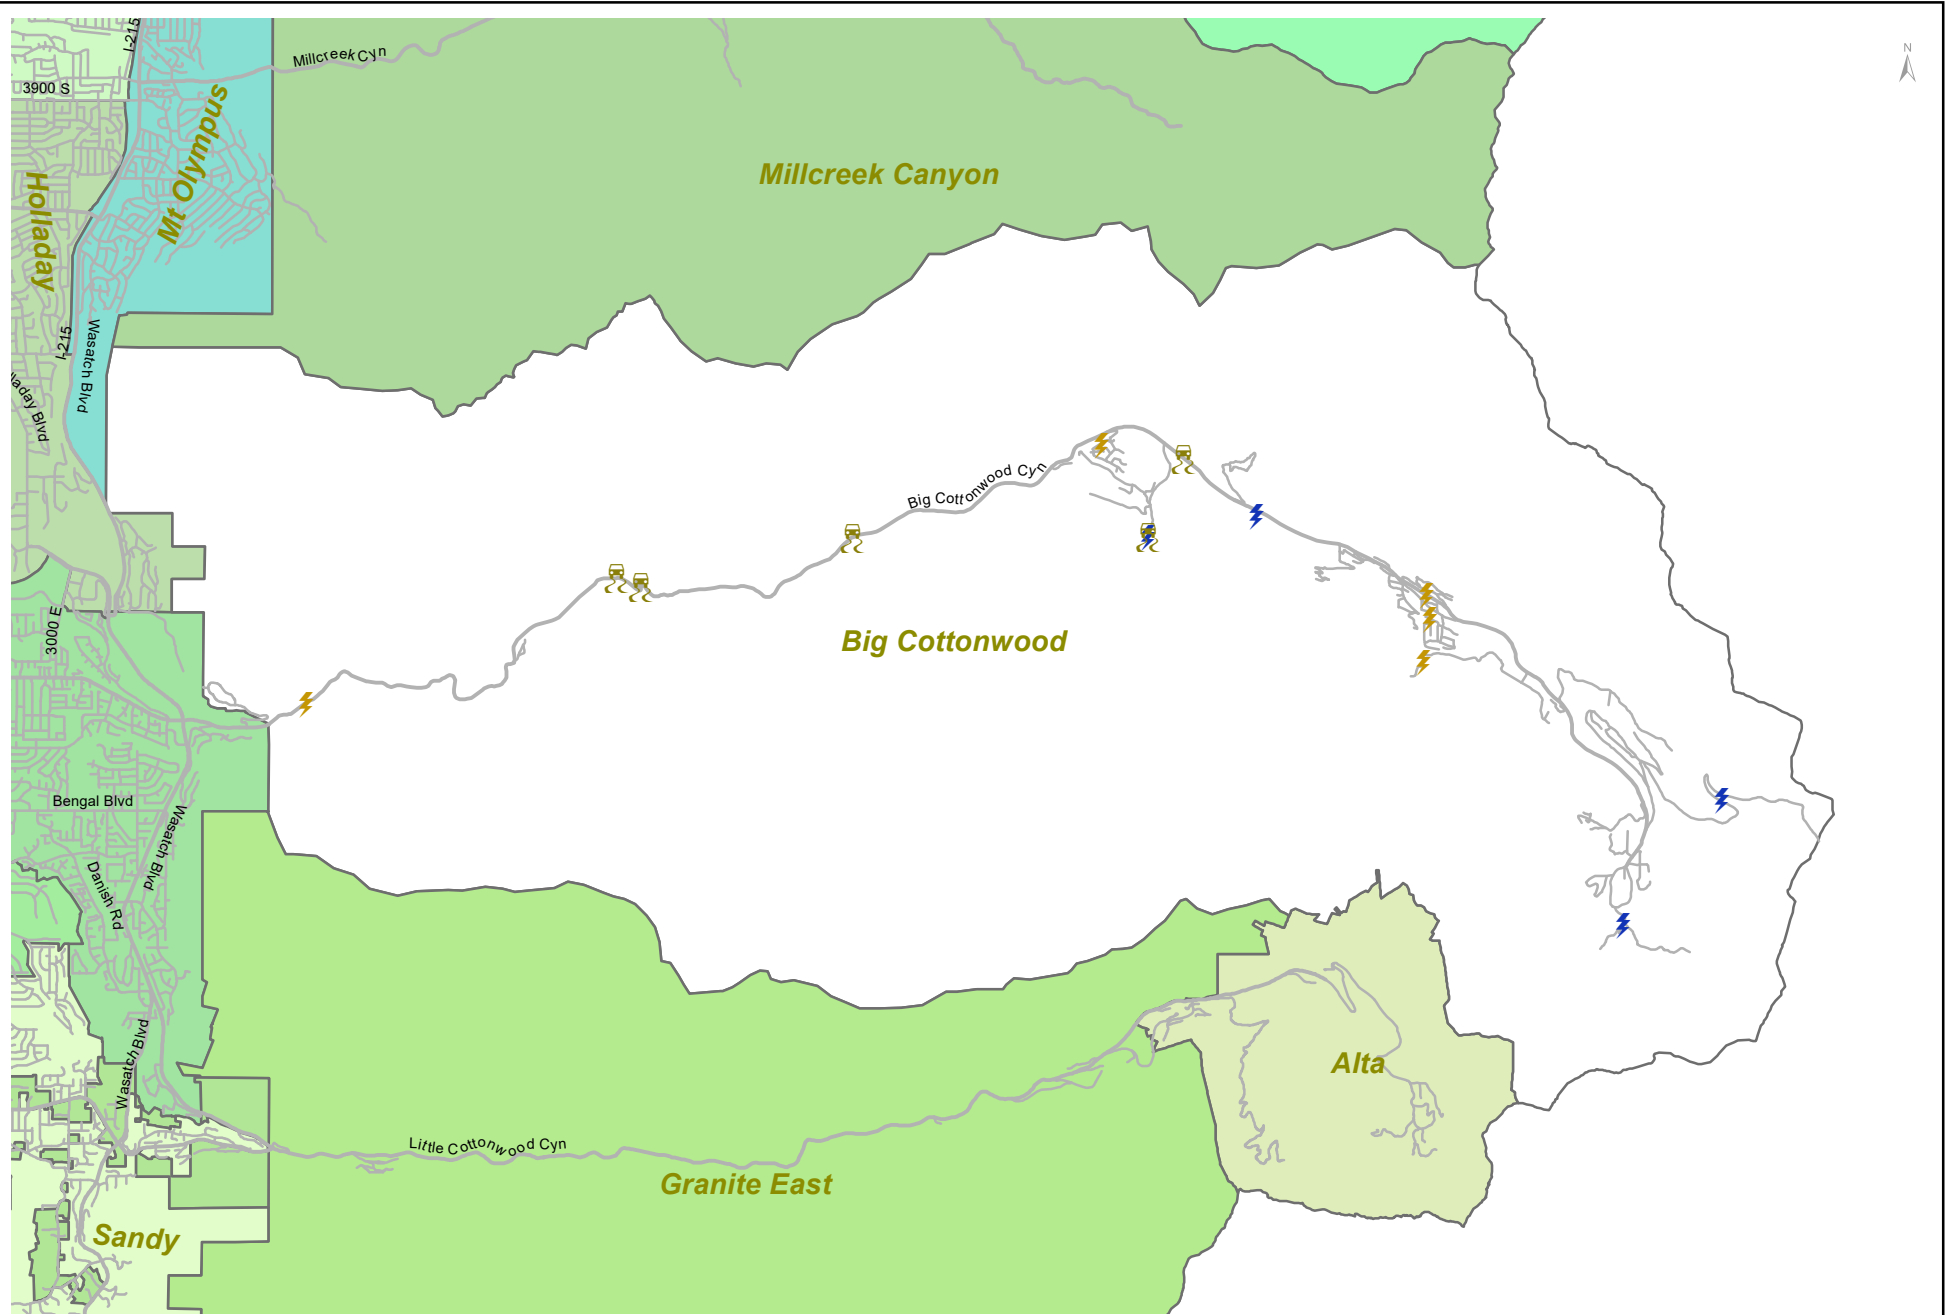 I-215
Millcreek Cyn
N
3900 S
Mt Olympus
Millcreek Canyon
Holladay
I-215
Wasatch Blvd
laday Blvd
Big Cottonwood Cyn
3000 E
Big Cottonwood
Bengal Blvd
Wasatch Blvd
Danish Rd
Wasatch Blvd
Alta
Little Cottonwood Cyn
Granite East
Sandy